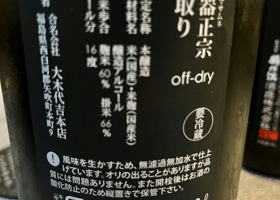 器正宗
取り
off-dry
要冷蔵
定名称 本醸造
材料名 米(国産)・米麹(国産米)
醸造アルコール
米歩合 麹米60% 掛米66%
ール分 16度
合名会社 大木代吉本店
福島県西白河郡矢吹町本町9
風味を生かすため、無濾過無加水で仕上
げています。オリの出ることがありますが品
質には問題ありません。また開栓後はお酒の
酸化防止のため縦置きで保管下さい。